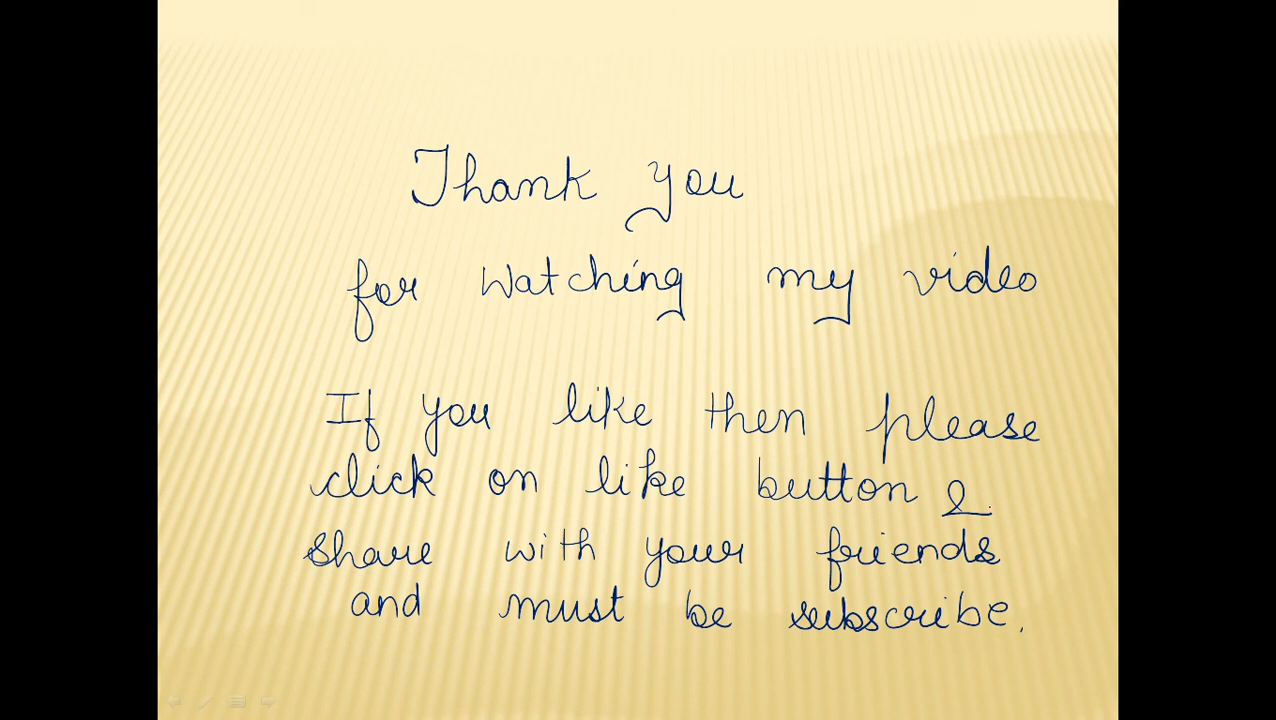 Thank you
for watching my video
If you like then please
click on like button &
share with your friends
and must be subscribe.